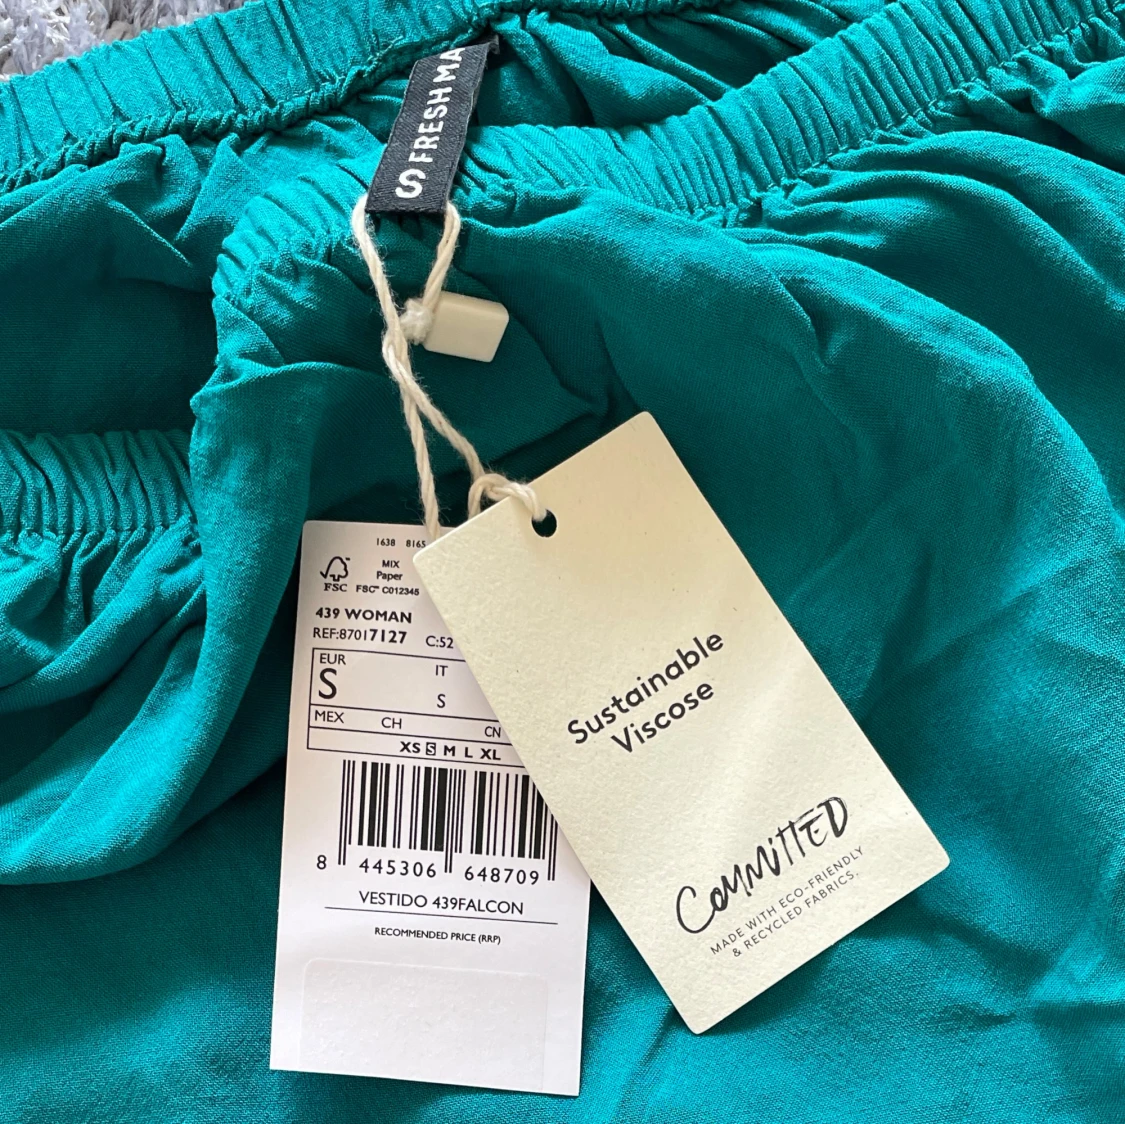 FRESH MA
1638 8165
MIX
Paper
FSC FSC™ C012345
439 WOMAN
REF:87017127 C:52
EUR IT
S S
MEX CH CN
XS S M L XL
8 445306 648709
VESTIDO 439FALCON
RECOMMENDED PRICE (RRP)
Sustainable
Viscose
COMMITTED
MADE WITH ECO-FRIENDLY
& RECYCLED FABRICS.